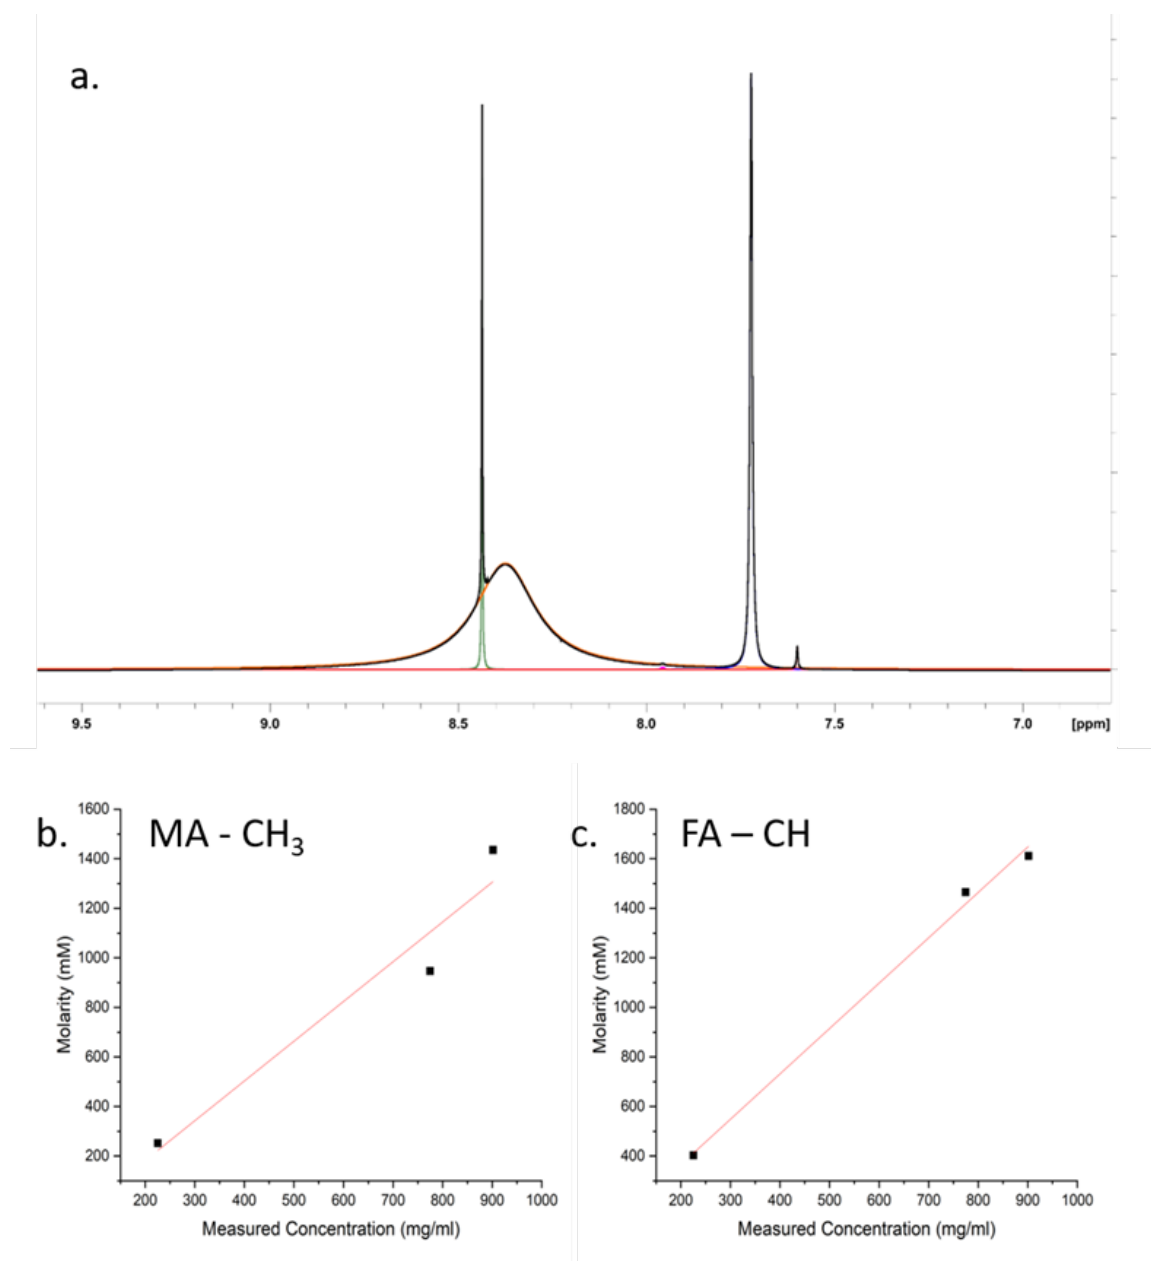 a.
9.5 9.0 8.5 8.0 7.5 7.0 [ppm]
b. MA - CH₃
1600
1400
1200
1000
800
600
400
200
Molarity (mM)
200 300 400 500 600 700 800 900 1000
Measured Concentration (mg/ml)
c. FA – CH
1800
1600
1400
1200
1000
800
600
400
Molarity (mM)
200 300 400 500 600 700 800 900 1000
Measured Concentration (mg/ml)